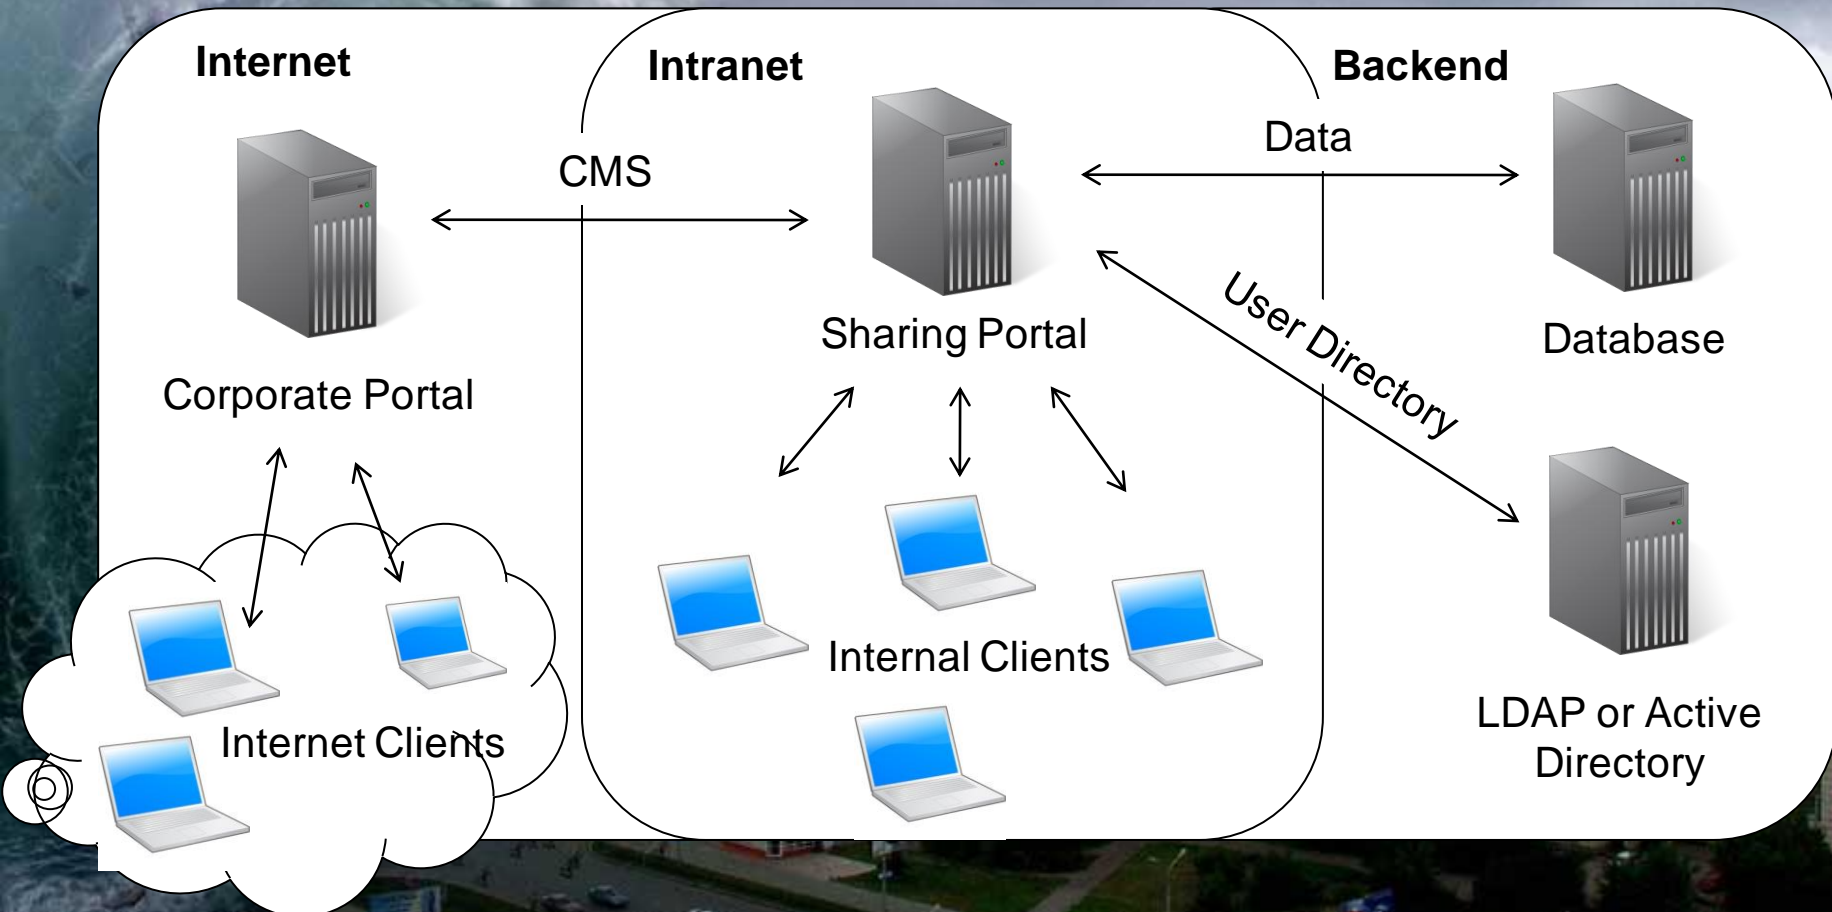 Internet
Intranet
Backend
CMS
Data
User Directory
Sharing Portal
Database
Corporate Portal
Internal Clients
Internet Clients
LDAP or Active
Directory